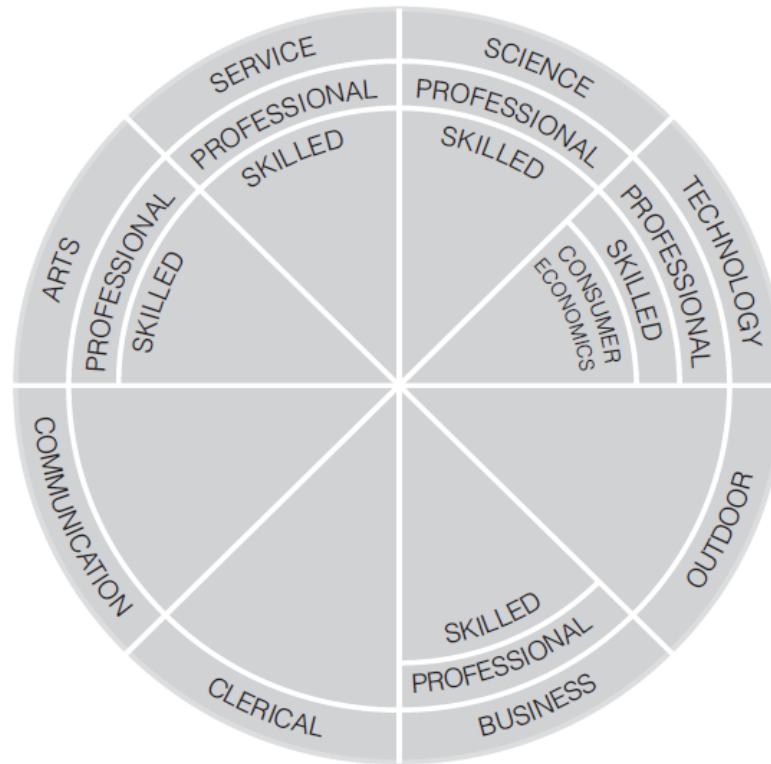 SERVICE
PROFESSIONAL
SKILLED
SCIENCE
PROFESSIONAL
SKILLED
TECHNOLOGY
PROFESSIONAL
SKILLED
CONSUMER
ECONOMICS
OUTDOOR
BUSINESS
PROFESSIONAL
SKILLED
CLERICAL
COMMUNICATION
ARTS
PROFESSIONAL
SKILLED